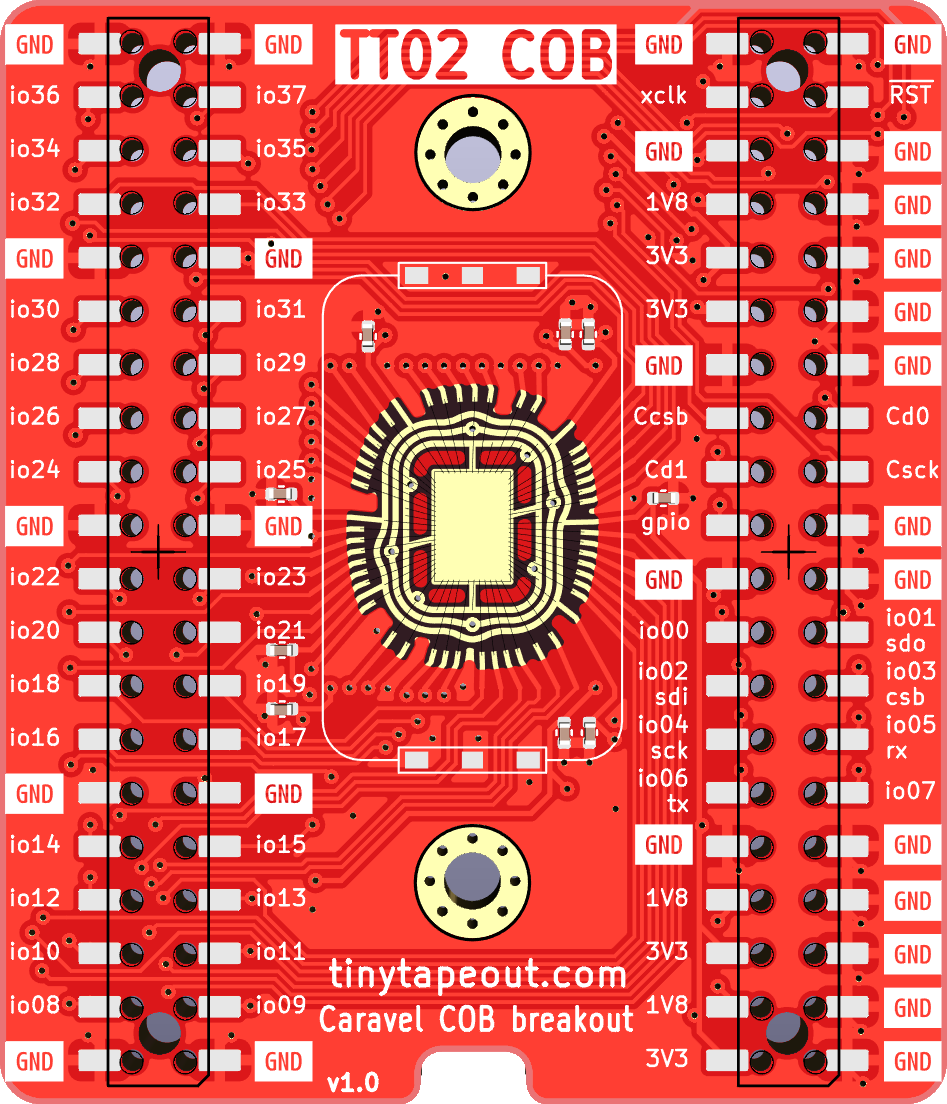 TT02 COB
GND GND GND GND
io36 io37 xclk RST
io34 io35 GND GND
io32 io33 1V8 GND
GND GND 3V3 GND
io30 io31 3V3 GND
io28 io29 GND GND
io26 io27 Ccsb Cd0
io24 io25 Cd1 Csck
GND GND gpio GND
io22 io23 GND GND
io20 io21 io00 io01
sdo
io18 io19 io02 io03
sdi csb
io16 io17 io04 io05
sck rx
GND GND io06 io07
tx
io14 io15 GND GND
io12 io13 1V8 GND
io10 io11 3V3 GND
tinytapeout.com
io08 io09 1V8 GND
Caravel COB breakout
GND GND 3V3 GND
v1.0